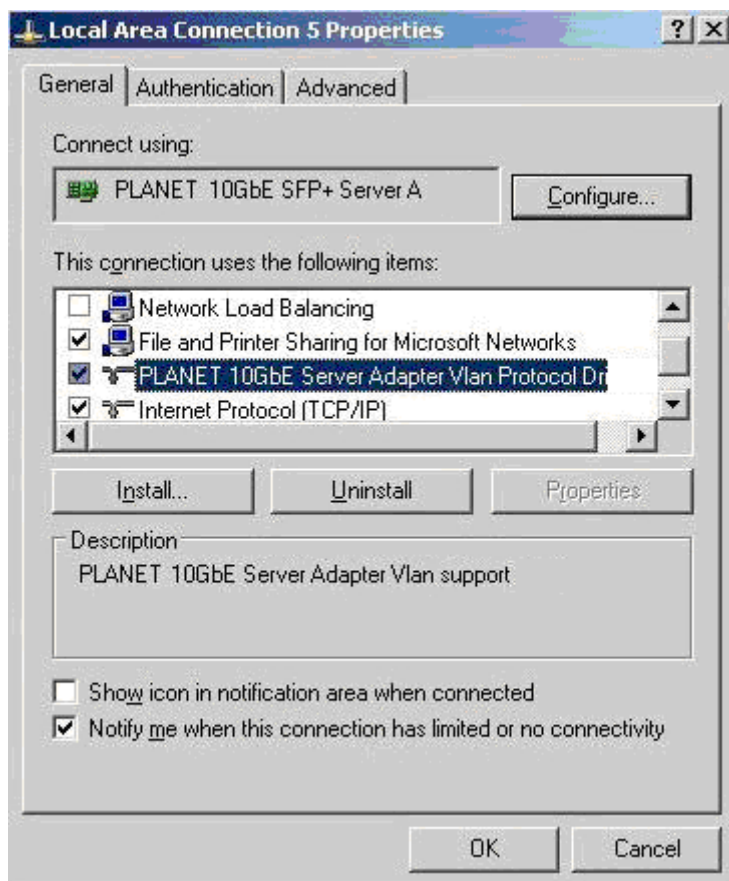 Local Area Connection 5 Properties
? X
General Authentication Advanced
Connect using:
PLANET 10GbE SFP+ Server A
Configure...
This connection uses the following items:
Network Load Balancing
File and Printer Sharing for Microsoft Networks
PLANET 10GbE Server Adapter Vlan Protocol Dri
Internet Protocol (TCP/IP)
Install... Uninstall Properties
Description
PLANET 10GbE Server Adapter Vlan support
Show icon in notification area when connected
Notify me when this connection has limited or no connectivity
OK Cancel